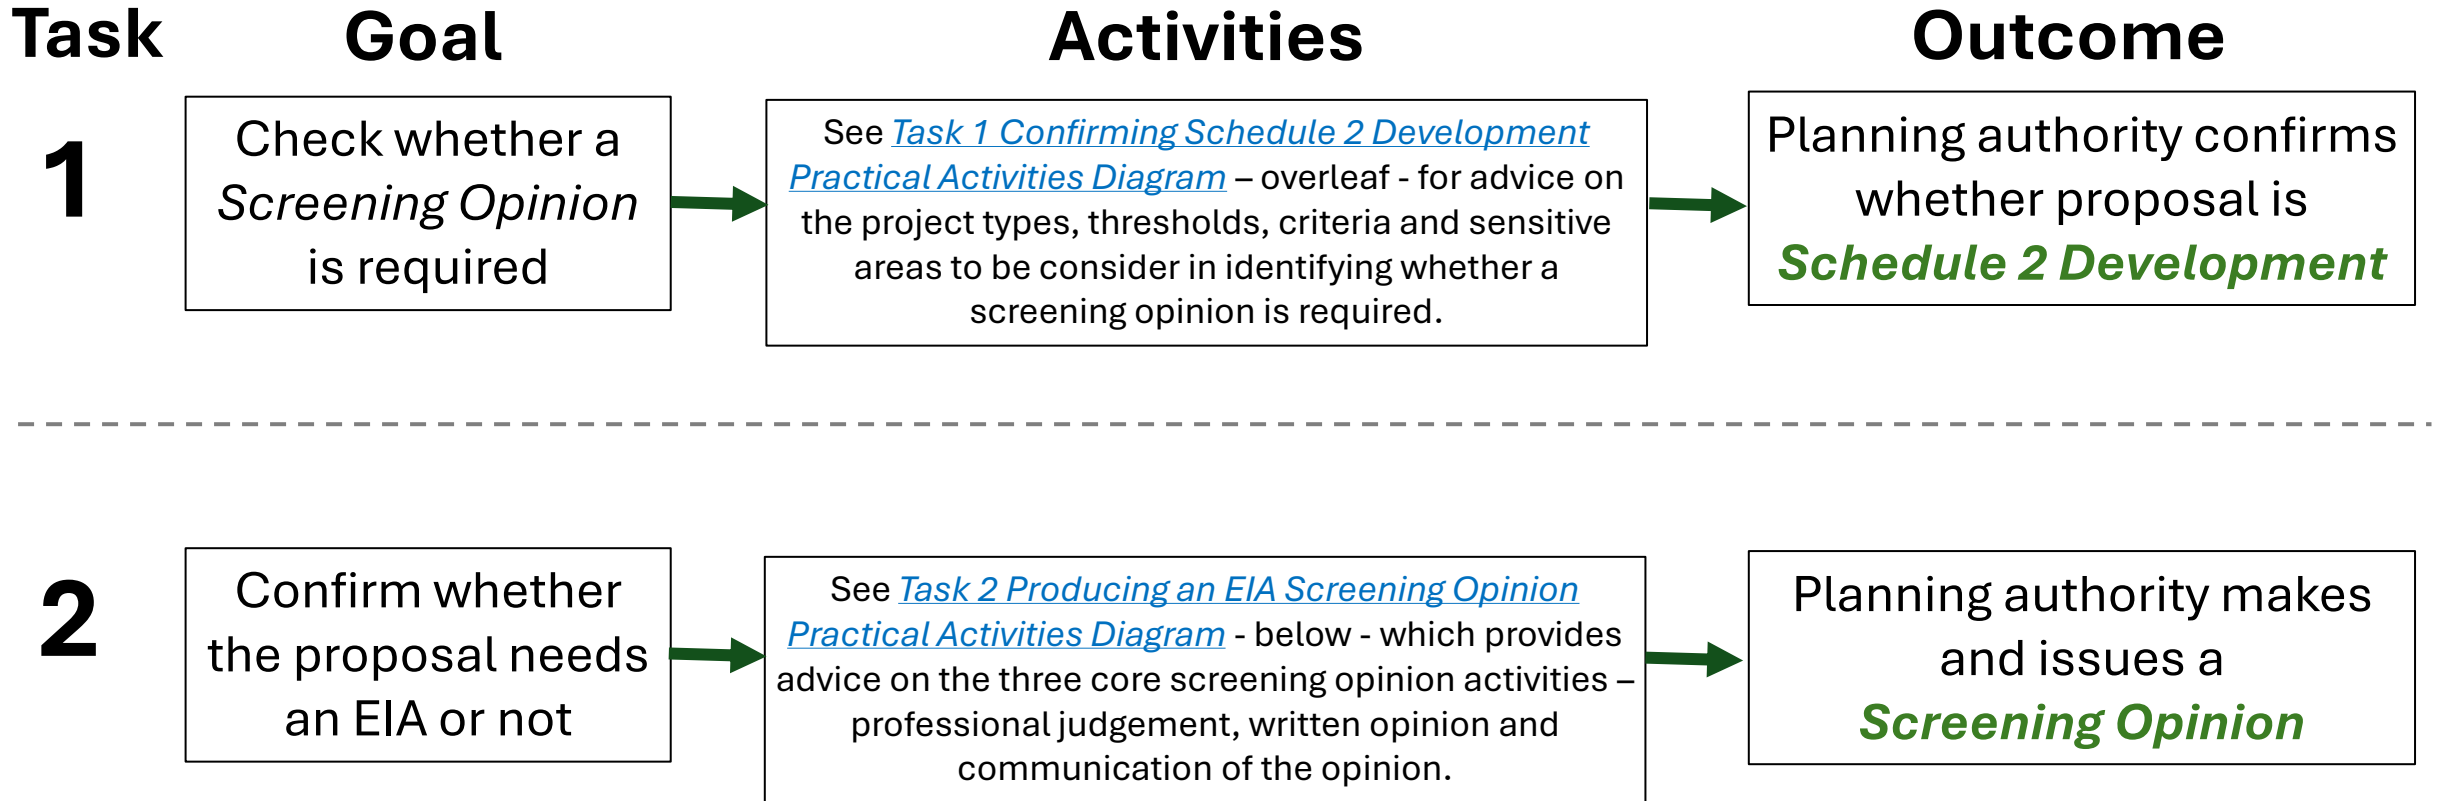 Task Goal Activities Outcome
1
Check whether a
Screening Opinion
is required
See Task 1 Confirming Schedule 2 Development
Practical Activities Diagram – overleaf - for advice on
the project types, thresholds, criteria and sensitive
areas to be consider in identifying whether a
screening opinion is required.
Planning authority confirms
whether proposal is
Schedule 2 Development
2
Confirm whether
the proposal needs
an EIA or not
See Task 2 Producing an EIA Screening Opinion
Practical Activities Diagram - below - which provides
advice on the three core screening opinion activities –
professional judgement, written opinion and
communication of the opinion.
Planning authority makes
and issues a
Screening Opinion